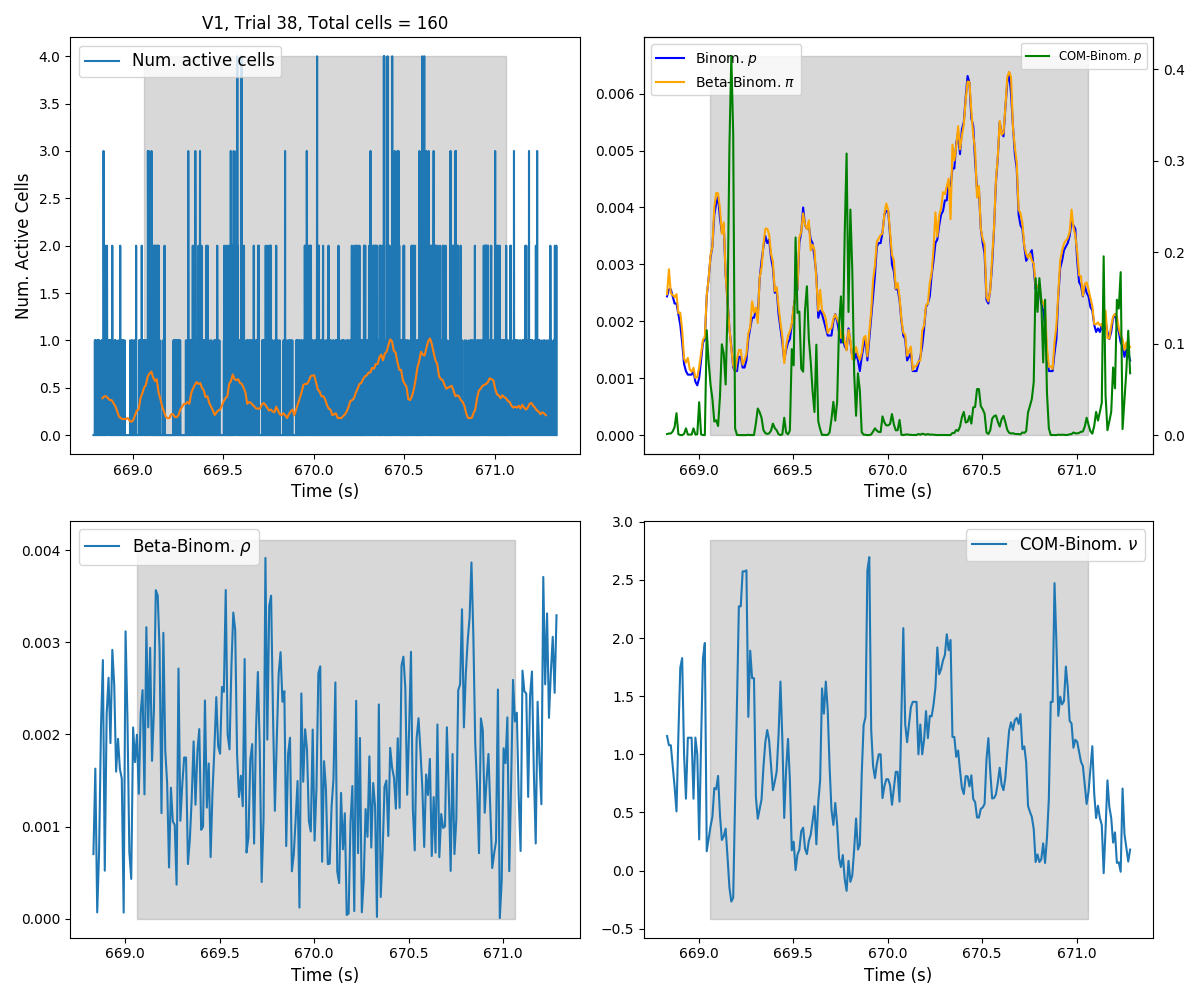 V1, Trial 38, Total cells = 160
Num. active cells
4.0
3.5
3.0
2.5
2.0
1.5
1.0
0.5
0.0
Num. Active Cells
669.0 669.5 670.0 670.5 671.0
Time (s)
Binom. p
Beta-Binom. π
COM-Binom. p
0.006
0.005
0.004
0.003
0.002
0.001
0.000
0.4
0.3
0.2
0.1
0.0
669.0 669.5 670.0 670.5 671.0
Time (s)
Beta-Binom. ρ
0.004
0.003
0.002
0.001
0.000
669.0 669.5 670.0 670.5 671.0
Time (s)
COM-Binom. ν
3.0
2.5
2.0
1.5
1.0
0.5
0.0
−0.5
669.0 669.5 670.0 670.5 671.0
Time (s)